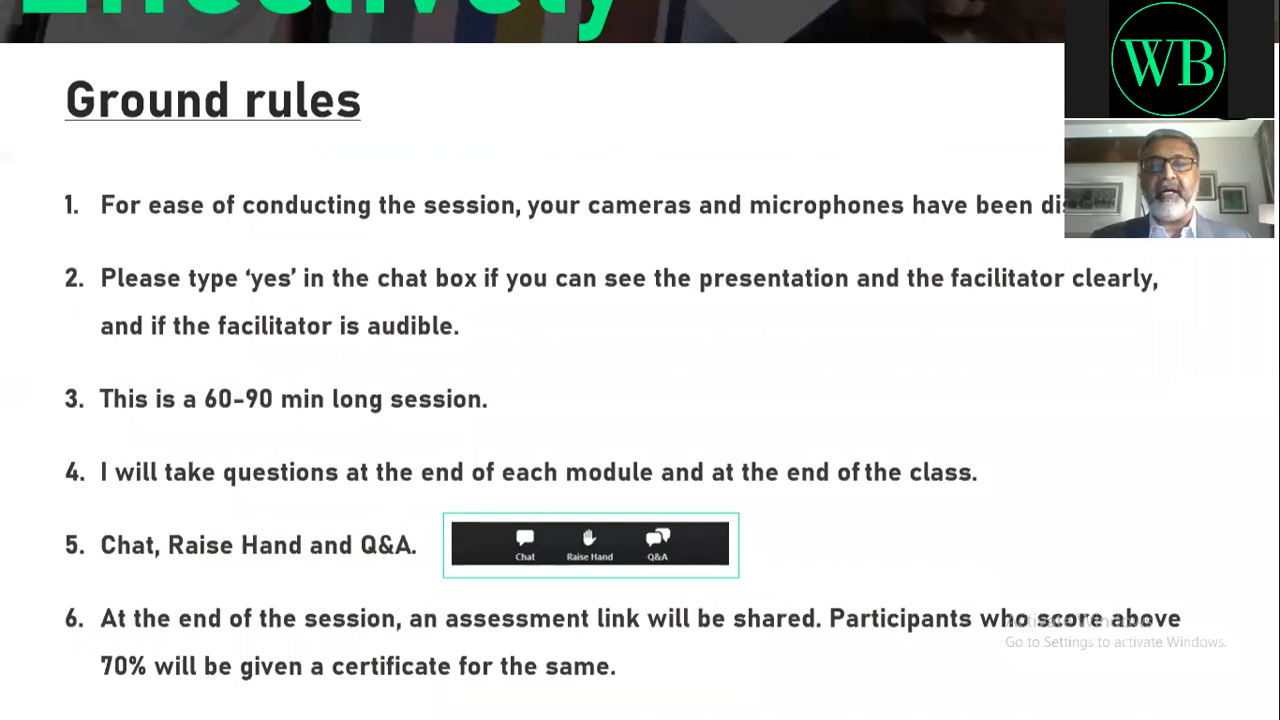 Effectively
WB
Ground rules
1. For ease of conducting the session, your cameras and microphones have been
2. Please type ‘yes’ in the chat box if you can see the presentation and the facilitator clearly,
and if the facilitator is audible.
3. This is a 60-90 min long session.
4. I will take questions at the end of each module and at the end of the class.
5. Chat, Raise Hand and Q&A.
Chat Raise Hand Q&A
6. At the end of the session, an assessment link will be shared. Participants who score above
70% will be given a certificate for the same.
Activate Windows
Go to Settings to activate Windows.